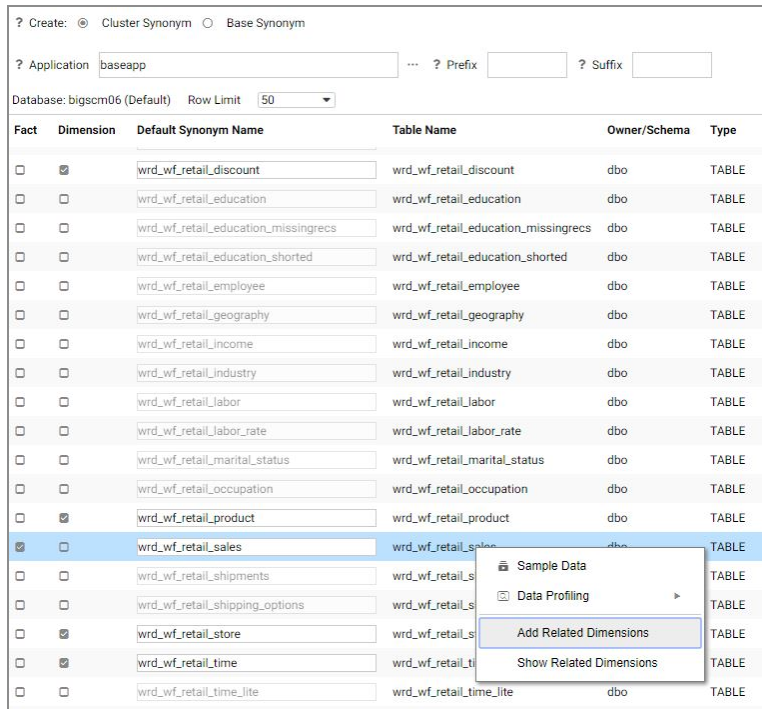 ? Create: Cluster Synonym Base Synonym
? Application baseapp ... ? Prefix ? Suffix
Database: bigscm06 (Default) Row Limit 50
Fact Dimension Default Synonym Name Table Name Owner/Schema Type
wrd_wf_retail_discount wrd_wf_retail_discount dbo TABLE
wrd_wf_retail_education wrd_wf_retail_education dbo TABLE
wrd_wf_retail_education_missingrecs wrd_wf_retail_education_missingrecs dbo TABLE
wrd_wf_retail_education_shorted wrd_wf_retail_education_shorted dbo TABLE
wrd_wf_retail_employee wrd_wf_retail_employee dbo TABLE
wrd_wf_retail_geography wrd_wf_retail_geography dbo TABLE
wrd_wf_retail_income wrd_wf_retail_income dbo TABLE
wrd_wf_retail_industry wrd_wf_retail_industry dbo TABLE
wrd_wf_retail_labor wrd_wf_retail_labor dbo TABLE
wrd_wf_retail_labor_rate wrd_wf_retail_labor_rate dbo TABLE
wrd_wf_retail_marital_status wrd_wf_retail_marital_status dbo TABLE
wrd_wf_retail_occupation wrd_wf_retail_occupation dbo TABLE
wrd_wf_retail_product wrd_wf_retail_product dbo TABLE
wrd_wf_retail_sales wrd_wf_retail_sales dbo TABLE
wrd_wf_retail_shipments wrd_wf_retail_s Sample Data TABLE
wrd_wf_retail_shipping_options wrd_wf_retail_s Data Profiling TABLE
wrd_wf_retail_store wrd_wf_retail_s Add Related Dimensions TABLE
wrd_wf_retail_time wrd_wf_retail_ti Show Related Dimensions TABLE
wrd_wf_retail_time_lite wrd_wf_retail_time_lite dbo TABLE